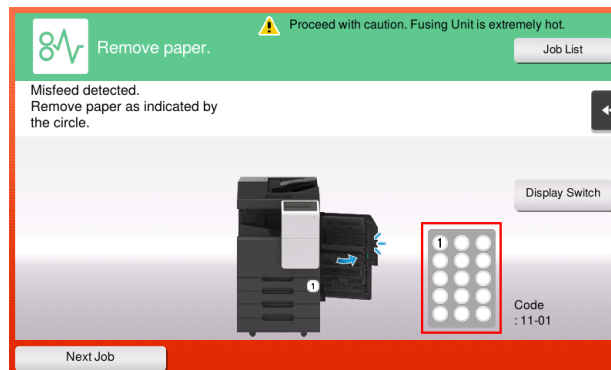 Proceed with caution. Fusing Unit is extremely hot.
Remove paper.
Job List
Misfeed detected.
Remove paper as indicated by
the circle.
Display Switch
1
1
Code
: 11-01
Next Job